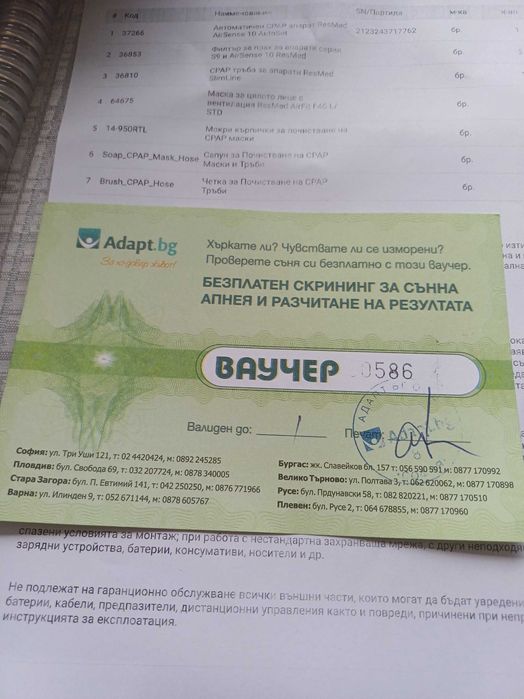 # Код Наименование SN/Партида м-ка к-во
1 37266 Автоматичен CPAP апарат ResMed AirSense 10 AutoSet 21232437177​62 бр. 1
2 36853 Филтър за прах за апарати серия S9 и AirSense 10 ResMed бр.
3 36810 CPAP тръба за апарати ResMed SlimLine бр.
4 64675 Маска за цялото лице с вентилация ResMed AirFit F40 L/ STD бр.
5 14-950RTL Мокри кърпички за почистване на CPAP маски бр.
6 Soap_CPAP_Mask_Hose Сапун за Почистване на CPAP Маски и Тръби бр.
7 Brush_CPAP_Hose Четка за Почистване на CPAP Тръби бр.
Adapt.bg
За по-добър живот!
Хъркате ли? Чувствате ли се изморени?
Проверете съня си безплатно с този ваучер.
БЕЗПЛАТЕН СКРИНИНГ ЗА СЪННА
АПНЕЯ И РАЗЧИТАНЕ НА РЕЗУЛТАТА
ВАУЧЕР 0586
Валиден до: Печат:
София: ул. Три Уши 121, т: 02 4420424, м: 0892 245285
Пловдив: бул. Свобода 69, т: 032 207724, м: 0878 340005
Стара Загора: бул. П. Евтимий 141, т: 042 250250, м: 0876 771966
Варна: ул. Илинден 9, т: 052 671144, м: 0878 605767
Бургас: жк. Славейков бл. 157 т: 056 590 591 м: 0877 170992
Велико Търново: ул. Полтава 3, т: 062 620062, м: 0877 170898
Русе: бул. Придунавски 58, т: 082 820221, м: 0877 170510
Плевен: бул. Русе 2, т: 064 678855, м: 0877 170960
спазени условията за монтаж; при работа с нестандартна захранваща мрежа, с други неподходящ
зарядни устройства, батерии, консумативи, носители и др.
Не подлежат на гаранционно обслужване всички външни части, които могат да бъдат увредени
батерии, кабели, предпазители, дистанционни управления както и повреди, причинени при неп
инструкцията за експлоатация.